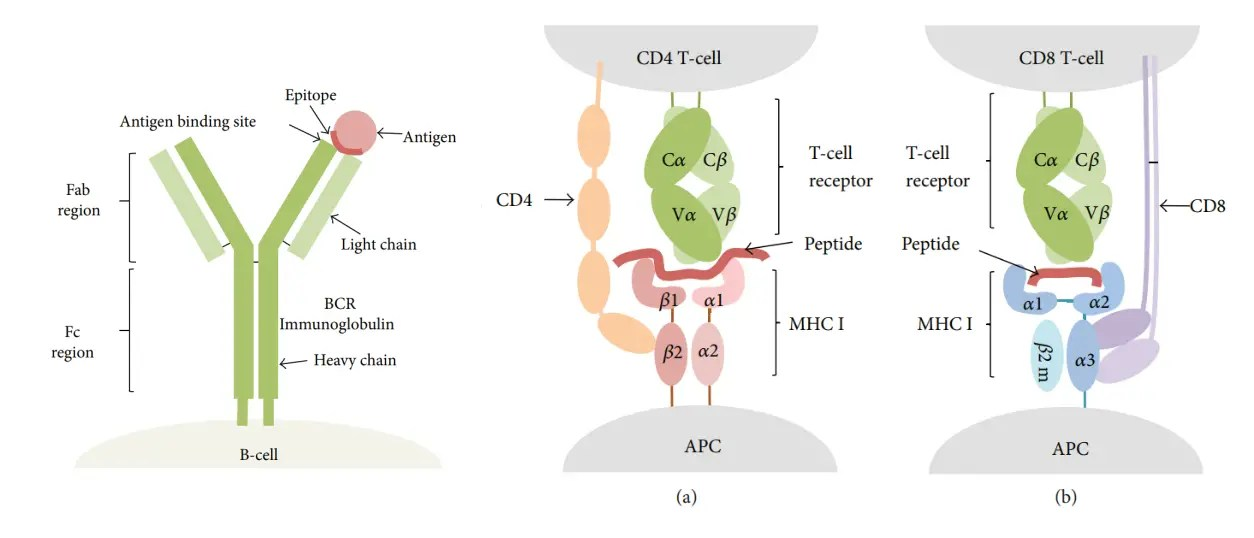 Epitope
Antigen binding site
Antigen
Fab
region
Light chain
BCR
Immunoglobulin
Fc
region
Heavy chain
B-cell
CD4 T-cell
Cα
Cβ
T-cell
receptor
CD4
Vα
Vβ
Peptide
β1
α1
MHC I
β2
α2
APC
(a)
CD8 T-cell
T-cell
receptor
Cα
Cβ
Vα
Vβ
CD8
Peptide
α1
α2
MHC I
β2 m
α3
APC
(b)